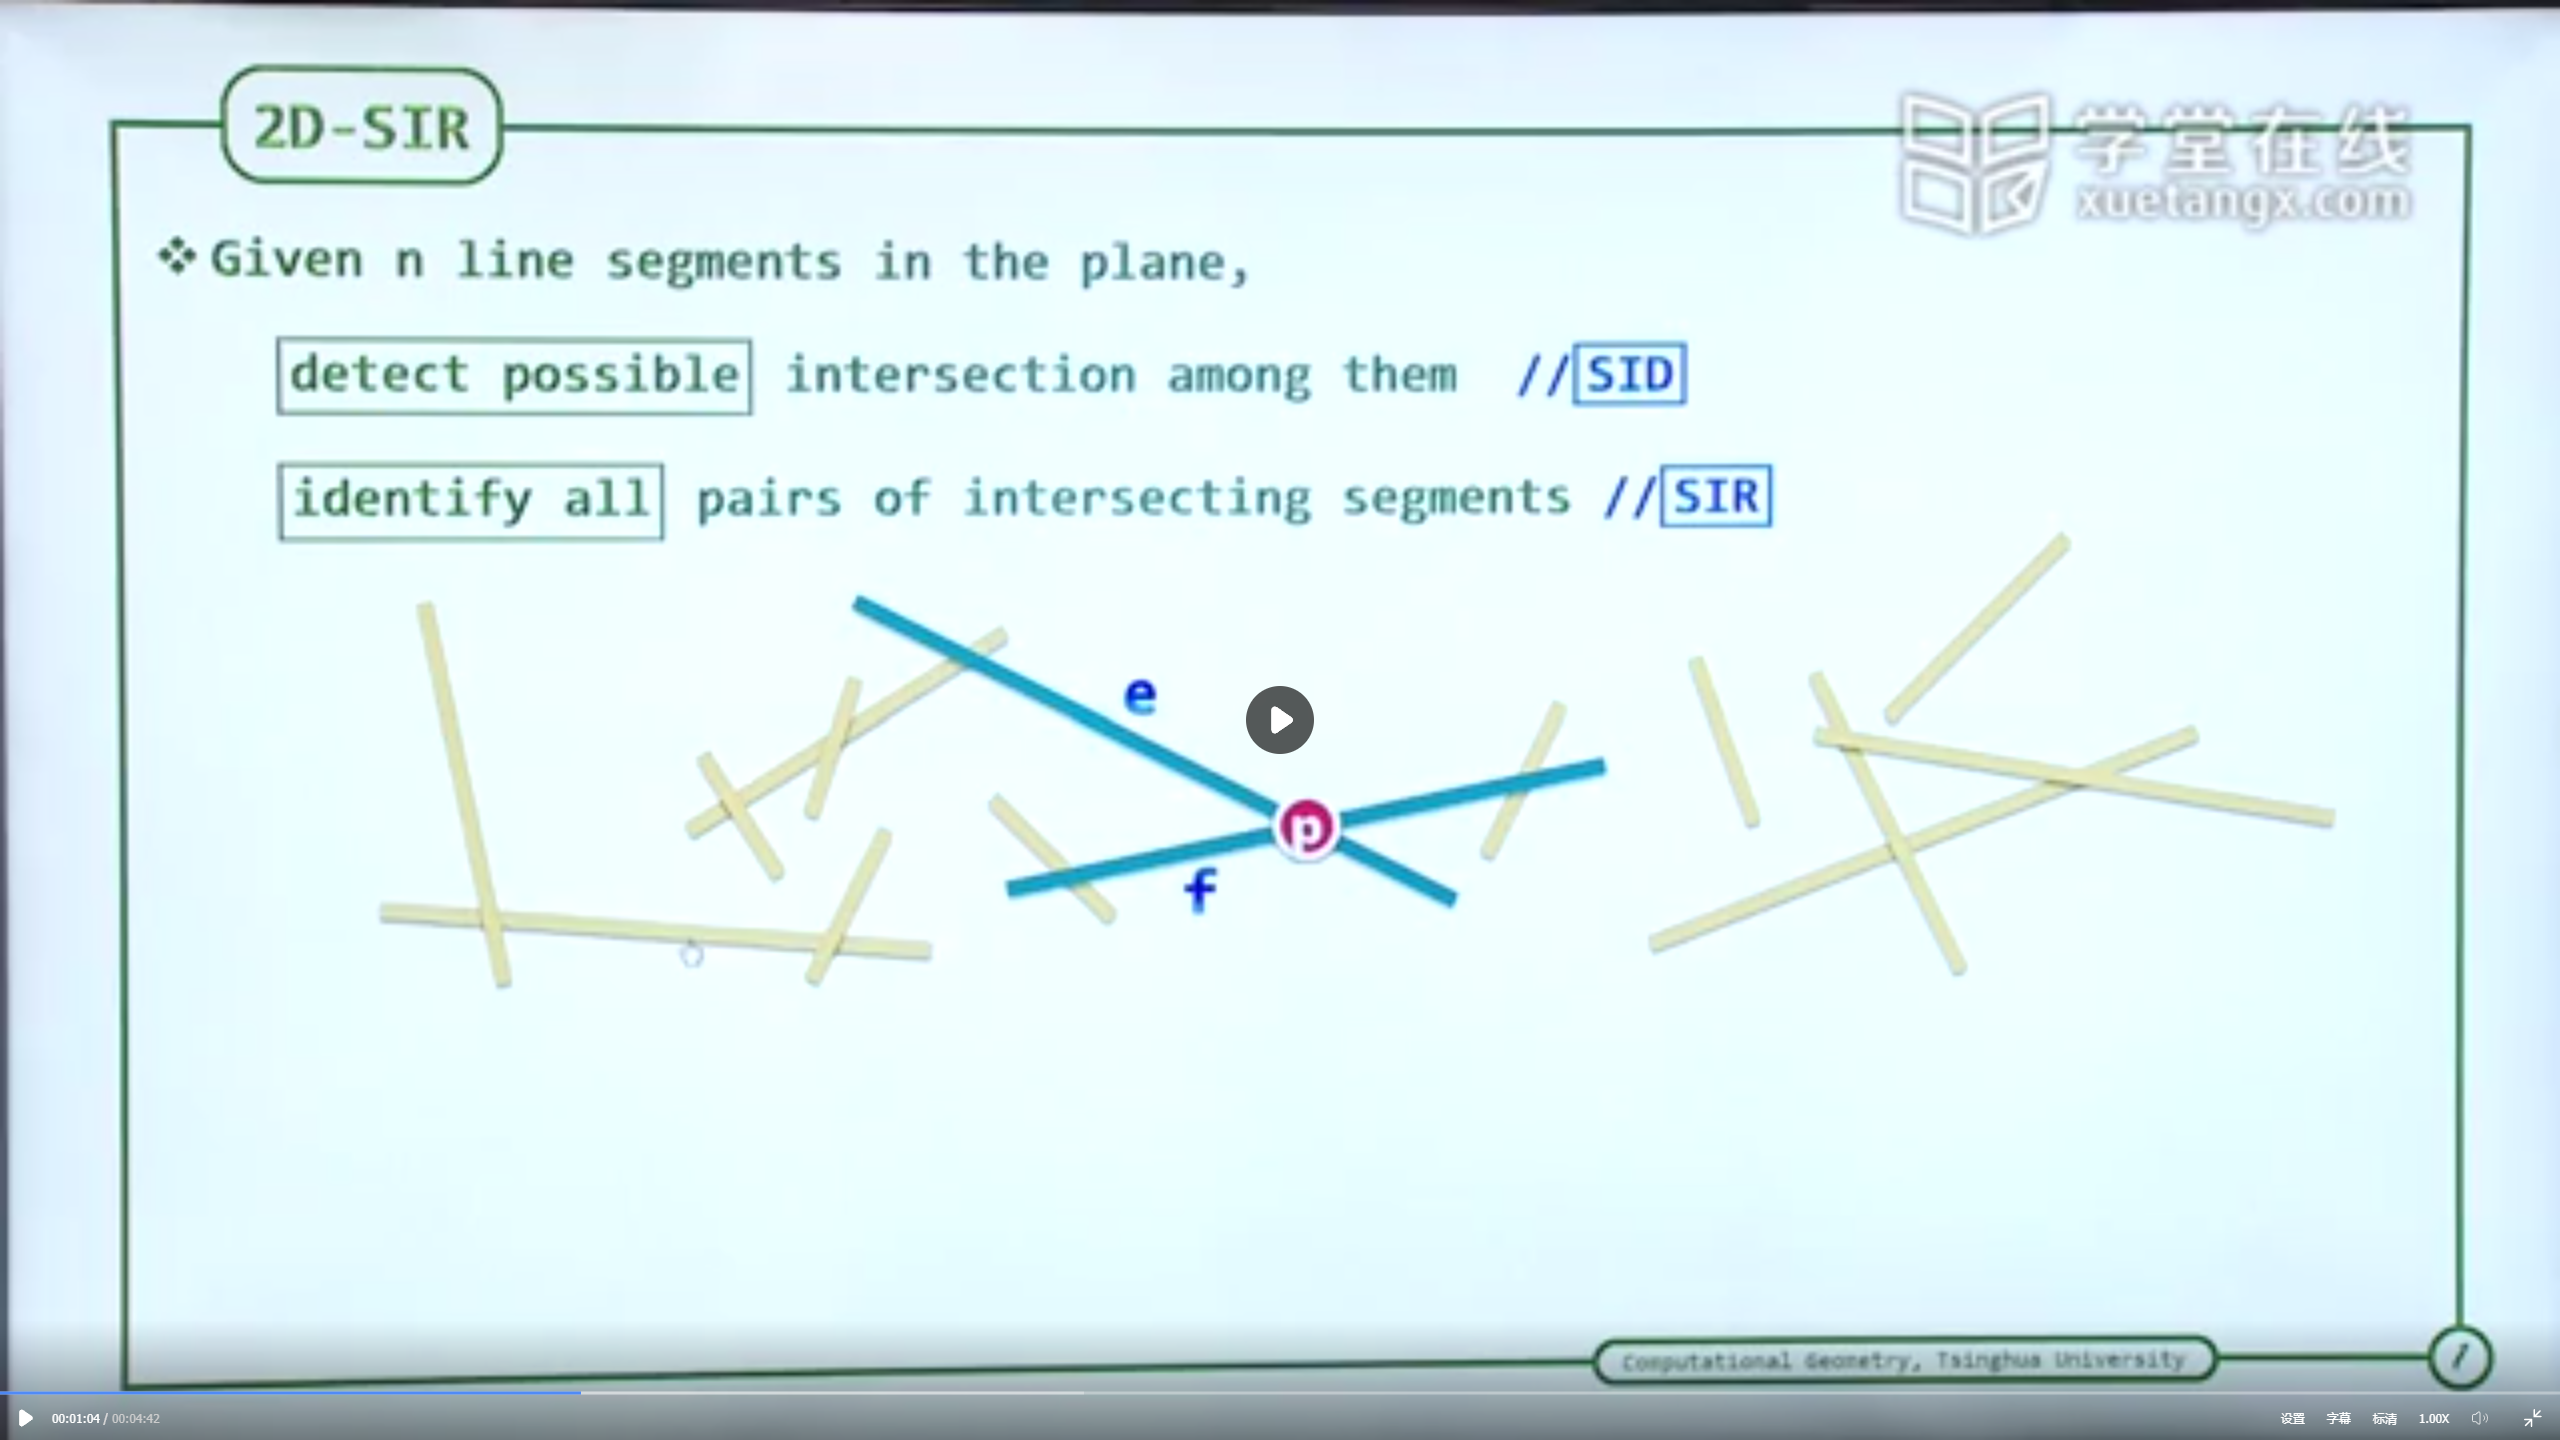 2D-SIR
学堂在线
xuetangx.com
❖Given n line segments in the plane,
detect possible intersection among them //SID
identify all pairs of intersecting segments //SIR
e
p
f
Computational Geometry, Tsinghua University
00:01:04 / 00:04:42
设置 字幕 标清 1.00X